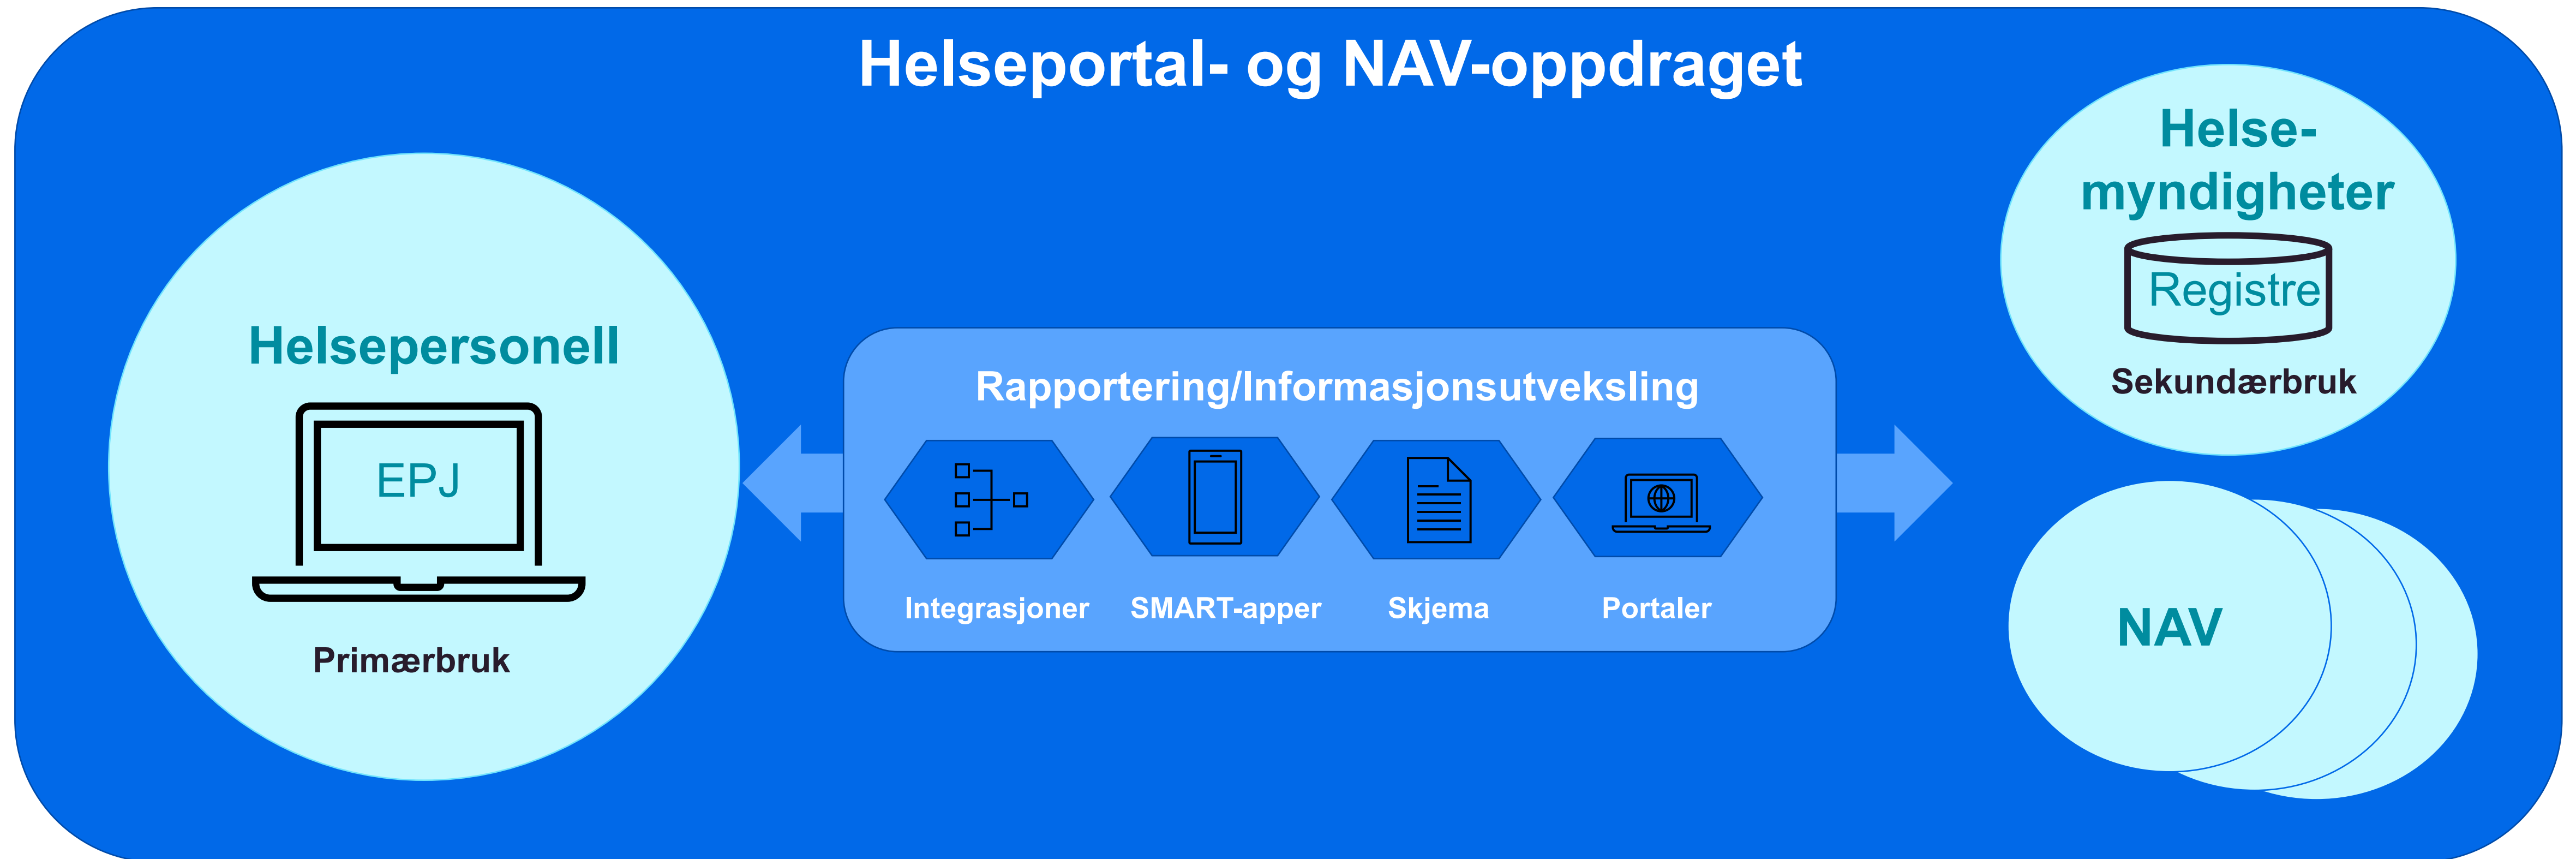 Helseportal- og NAV-oppdraget
Helsepersonell
EPJ
Primærbruk
Rapportering/Informasjonsutveksling
Integrasjoner
SMART-apper
Skjema
Portaler
Helse-
myndigheter
Registre
Sekundærbruk
NAV